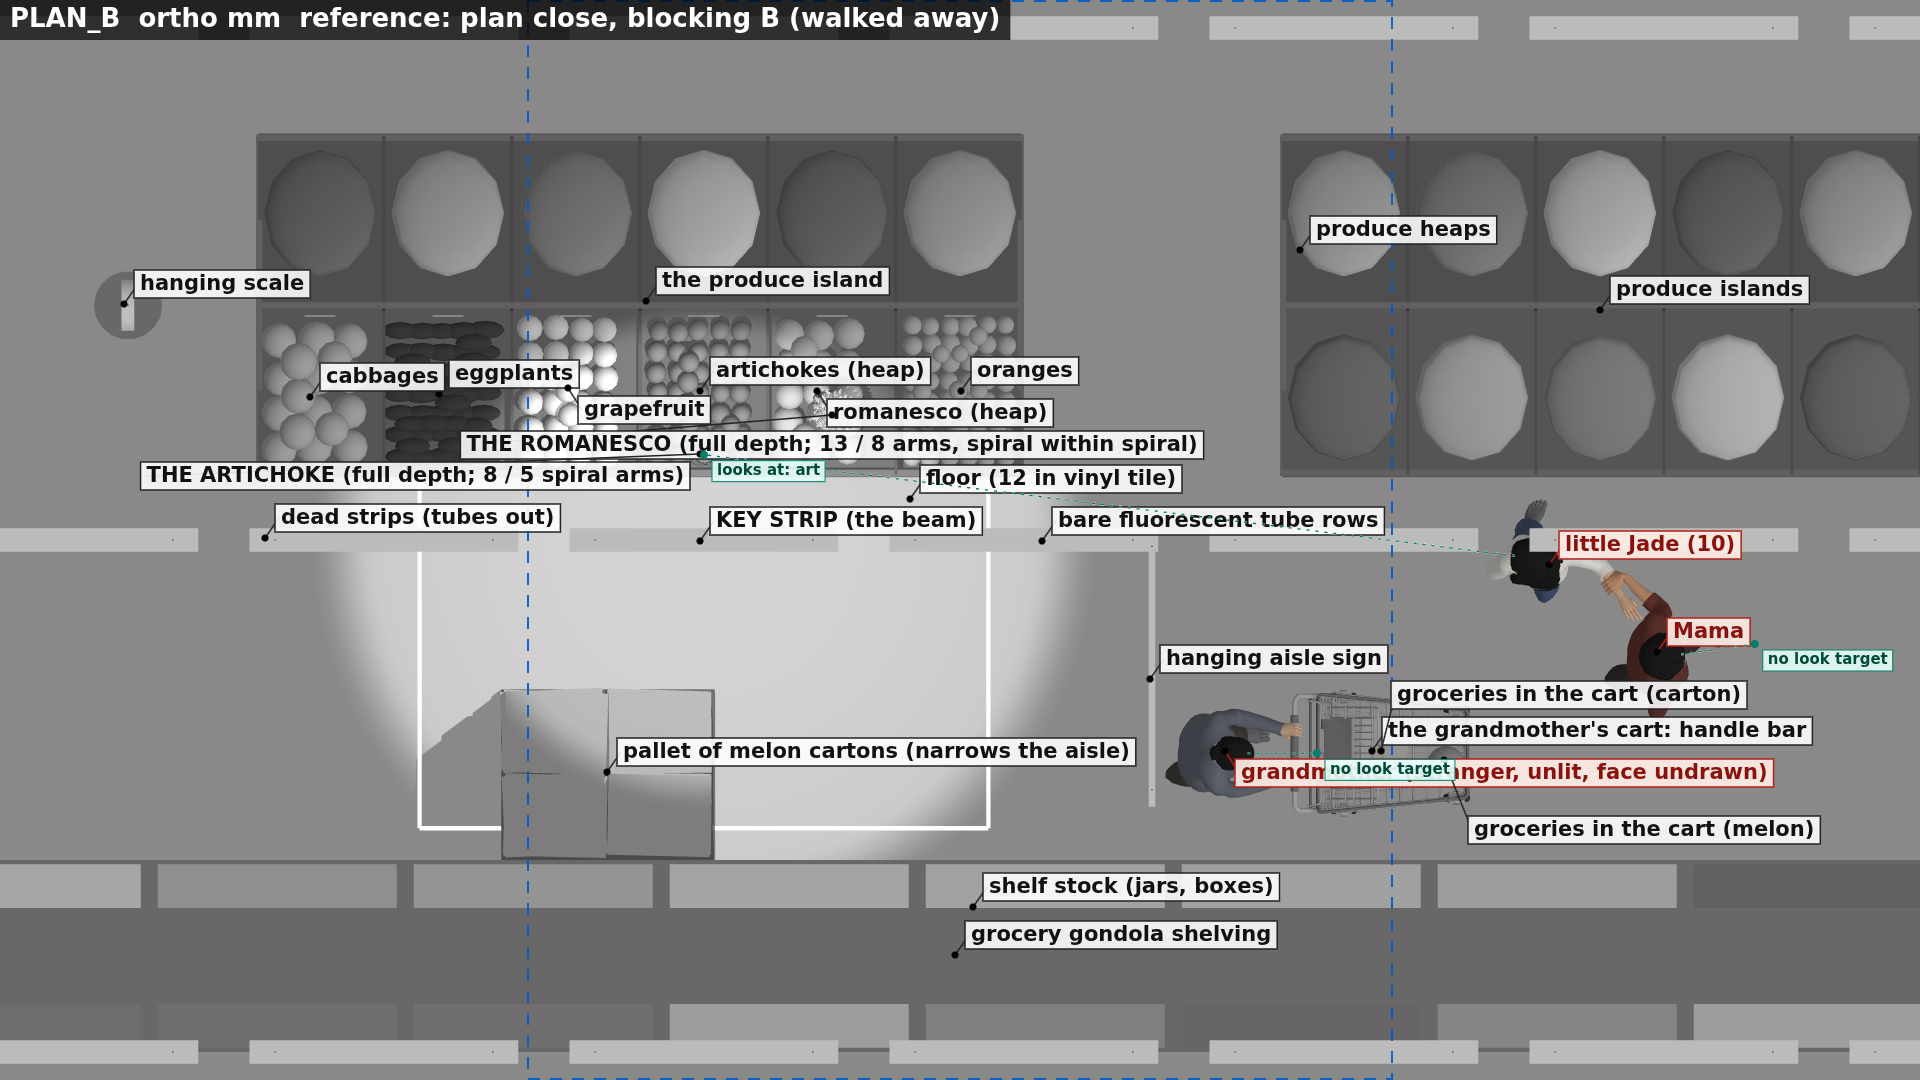 PLAN_B ortho mm reference: plan close, blocking B (walked away)
produce heaps
hanging scale
the produce island
produce islands
cabbages
eggplants
artichokes (heap)
oranges
grapefruit
romanesco (heap)
THE ROMANESCO (full depth; 13 / 8 arms, spiral within spiral)
THE ARTICHOKE (full depth; 8 / 5 spiral arms)
looks at: art
floor (12 in vinyl tile)
dead strips (tubes out)
KEY STRIP (the beam)
bare fluorescent tube rows
little Jade (10)
Mama
hanging aisle sign
no look target
groceries in the cart (carton)
the grandmother's cart: handle bar
pallet of melon cartons (narrows the aisle)
no look target
unlit, face undrawn)
groceries in the cart (melon)
shelf stock (jars, boxes)
grocery gondola shelving